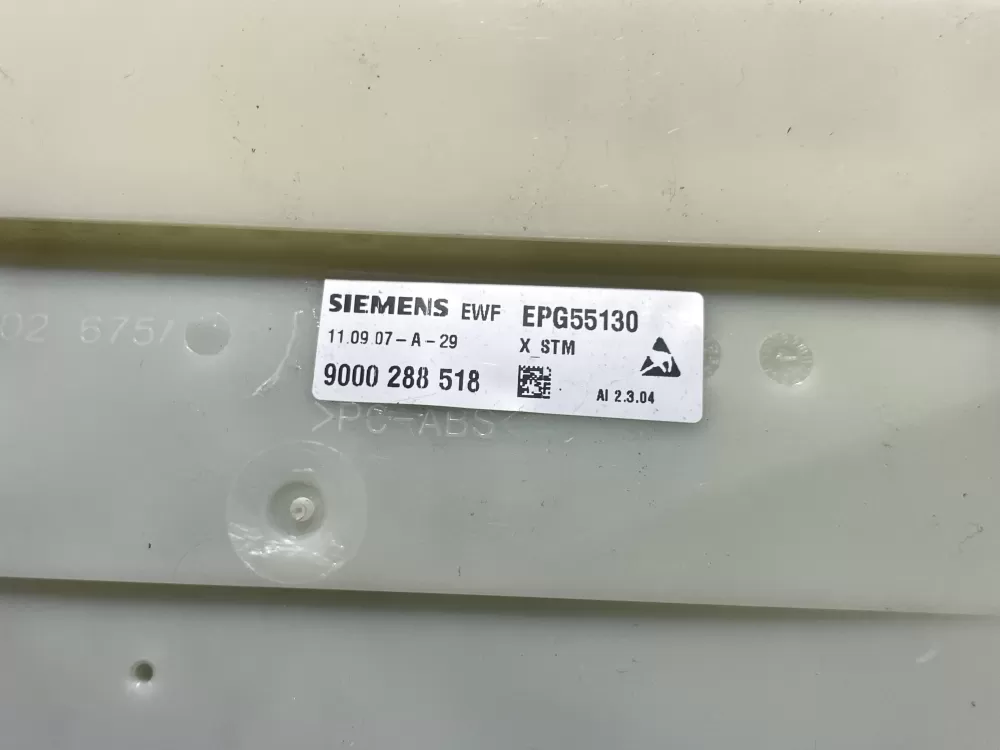 SIEMENS EWF EPG55130
11.09.07-A-29 X_STM
9000 288 518 AI 2.3.04
02 675/
>PC-ABS<